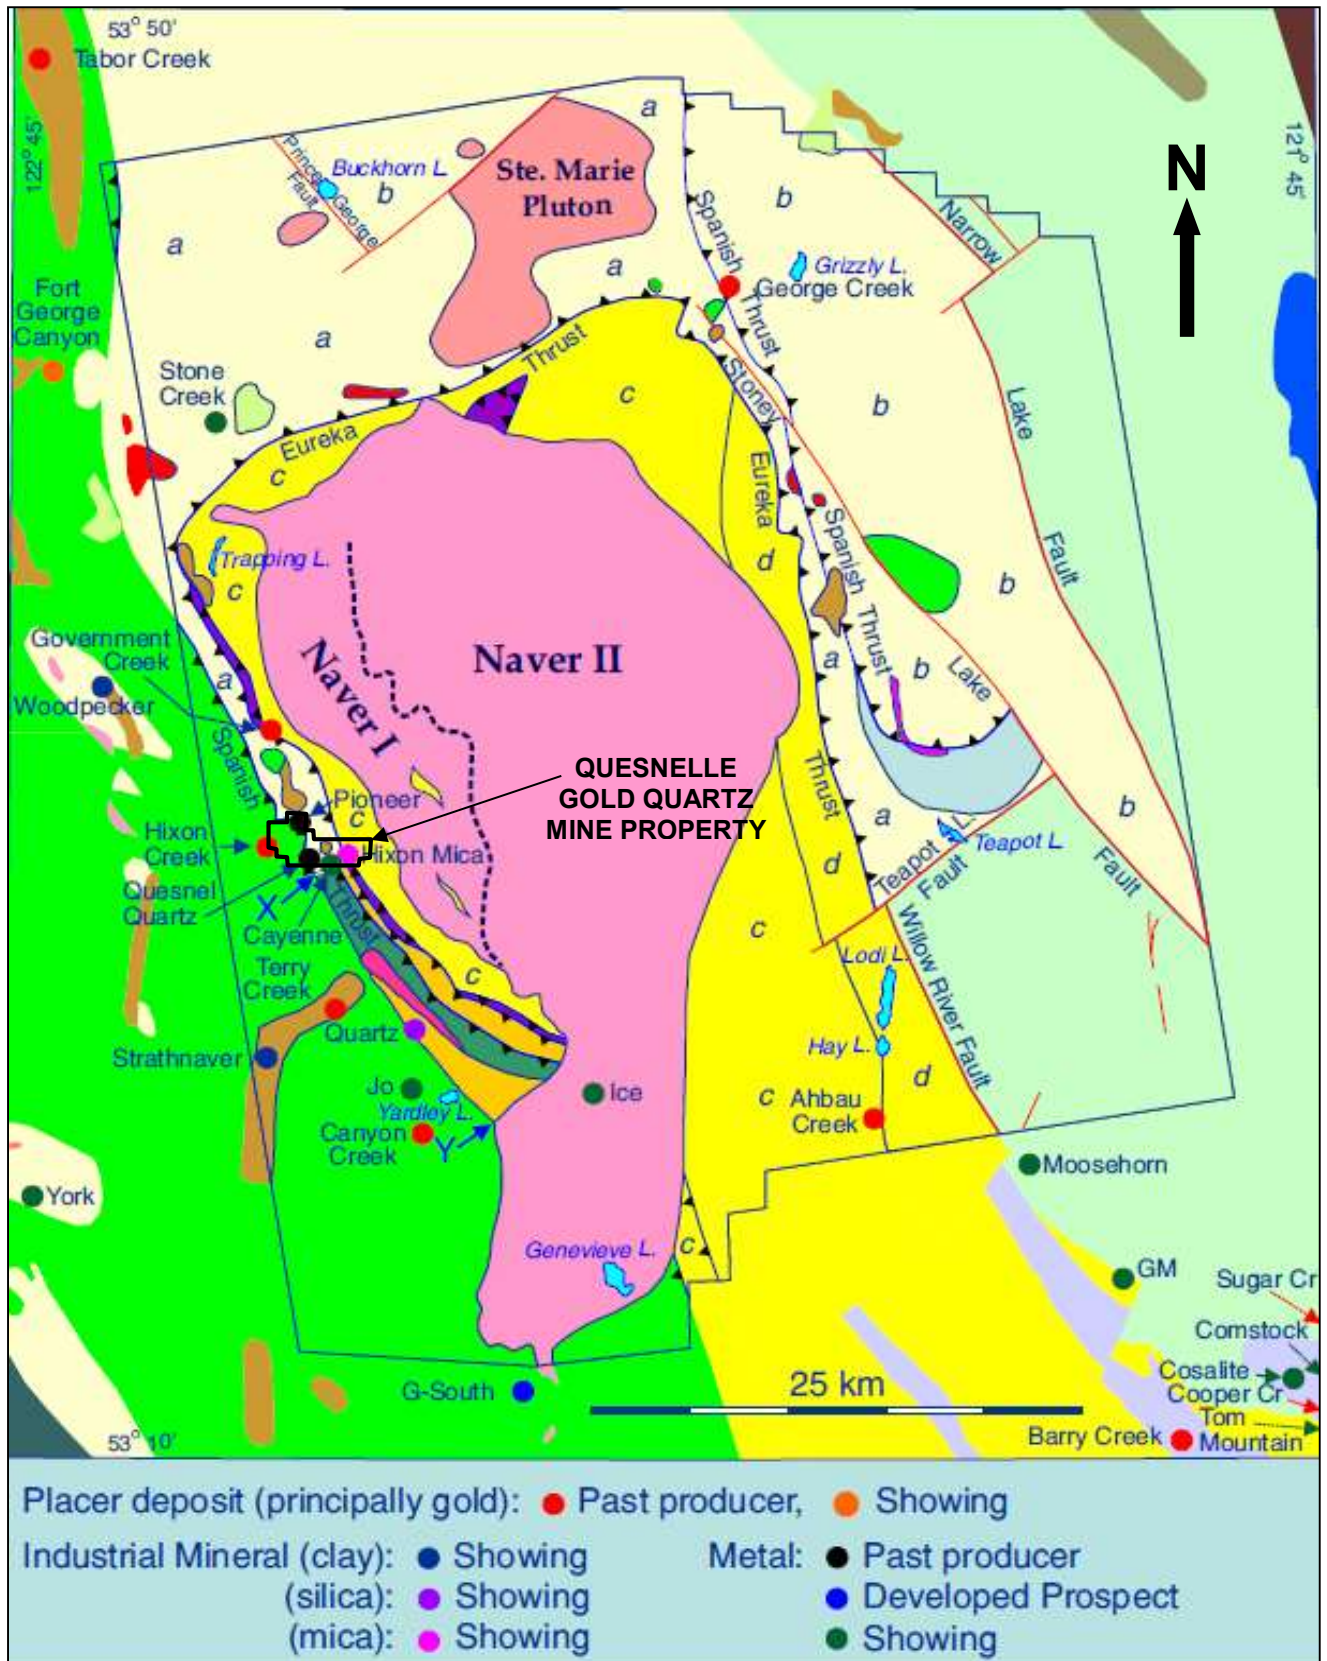 53° 50'
Tabor Creek
122° 45'
121° 45'
N
a
Prince George
Fault
Buckhorn L.
b
Ste. Marie
Pluton
a
a
b
Spanish
Thrust
Narrow
Lake
Fault
Grizzly L.
George Creek
Fort
George
Canyon
Stone
Creek
a
Thrust
Eureka
c
c
Stoney
b
Eureka
d
Spanish
Thrust
b
Trapping L.
c
Government
Creek
a
Woodpecker
Naver I
Naver II
a
b
Lake
Spanish
QUESNELLE
GOLD QUARTZ
MINE PROPERTY
Thrust
Pioneer
c
Hixon
Creek
Hixon Mica
Quesnel
Quartz
X
Cayenne
Thrust
a
Teapot L.
Teapot L.
Fault
d
b
Fault
c
Terry
Creek
c
Lodi L.
Willow River Fault
Quartz
Strathnaver
Hay L.
Jo
Yardley L.
Ice
c
d
Ahbau
Creek
Canyon
Creek
Y
Moosehorn
York
Genevieve L.
c
GM
Sugar Cr
Comstock
Cosalite
Cooper Cr
Tom
Mountain
G-South
25 km
Barry Creek
53° 10'
Placer deposit (principally gold): Past producer, Showing
Industrial Mineral (clay): Showing Metal: Past producer
(silica): Showing Developed Prospect
(mica): Showing Showing